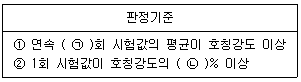 판정기준
① 연속 ( ㉠ )회 시험값의 평균이 호칭강도 이상
② 1회 시험값이 호칭강도의 ( ㉡ )% 이상